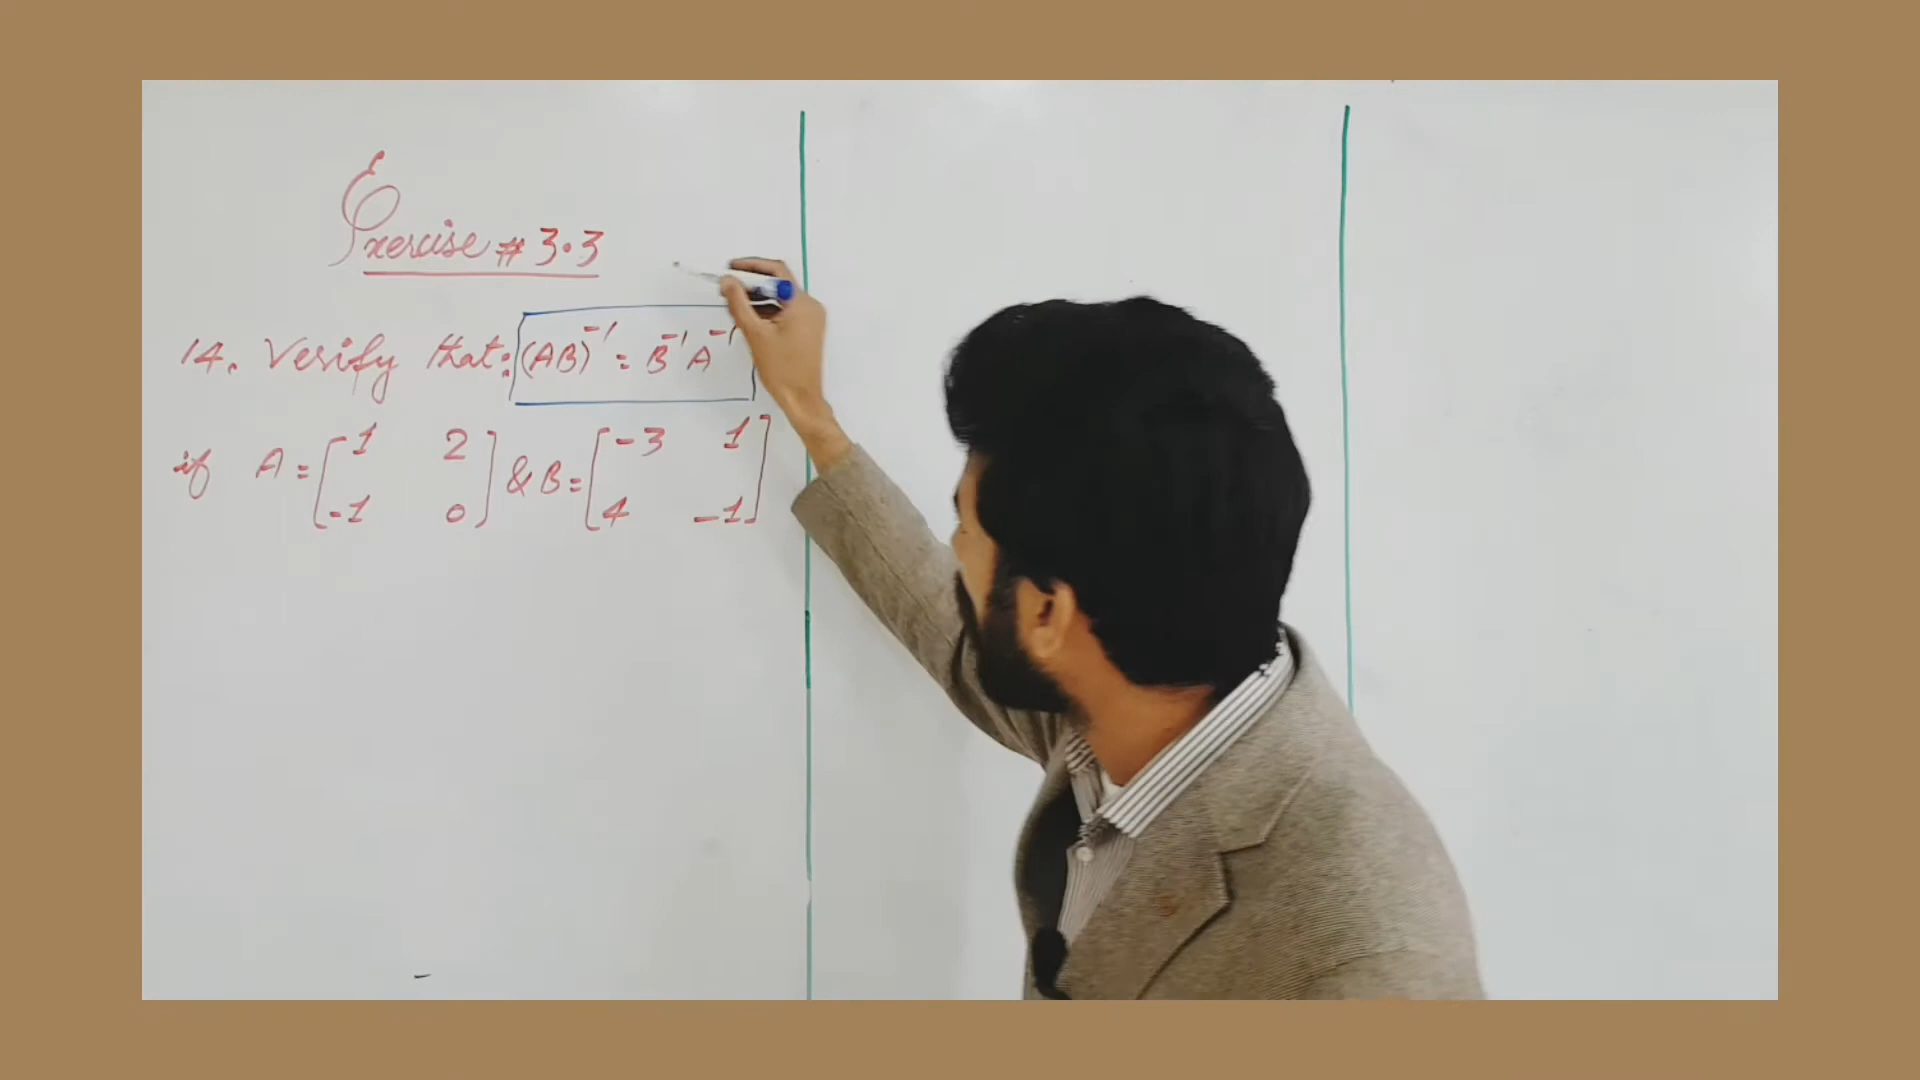 Exercise # 3.3
14. Verify that: (AB)⁻¹ = B⁻¹A⁻¹
if A = [1 2 & B = [-3 1
-1 0] 4 -1]